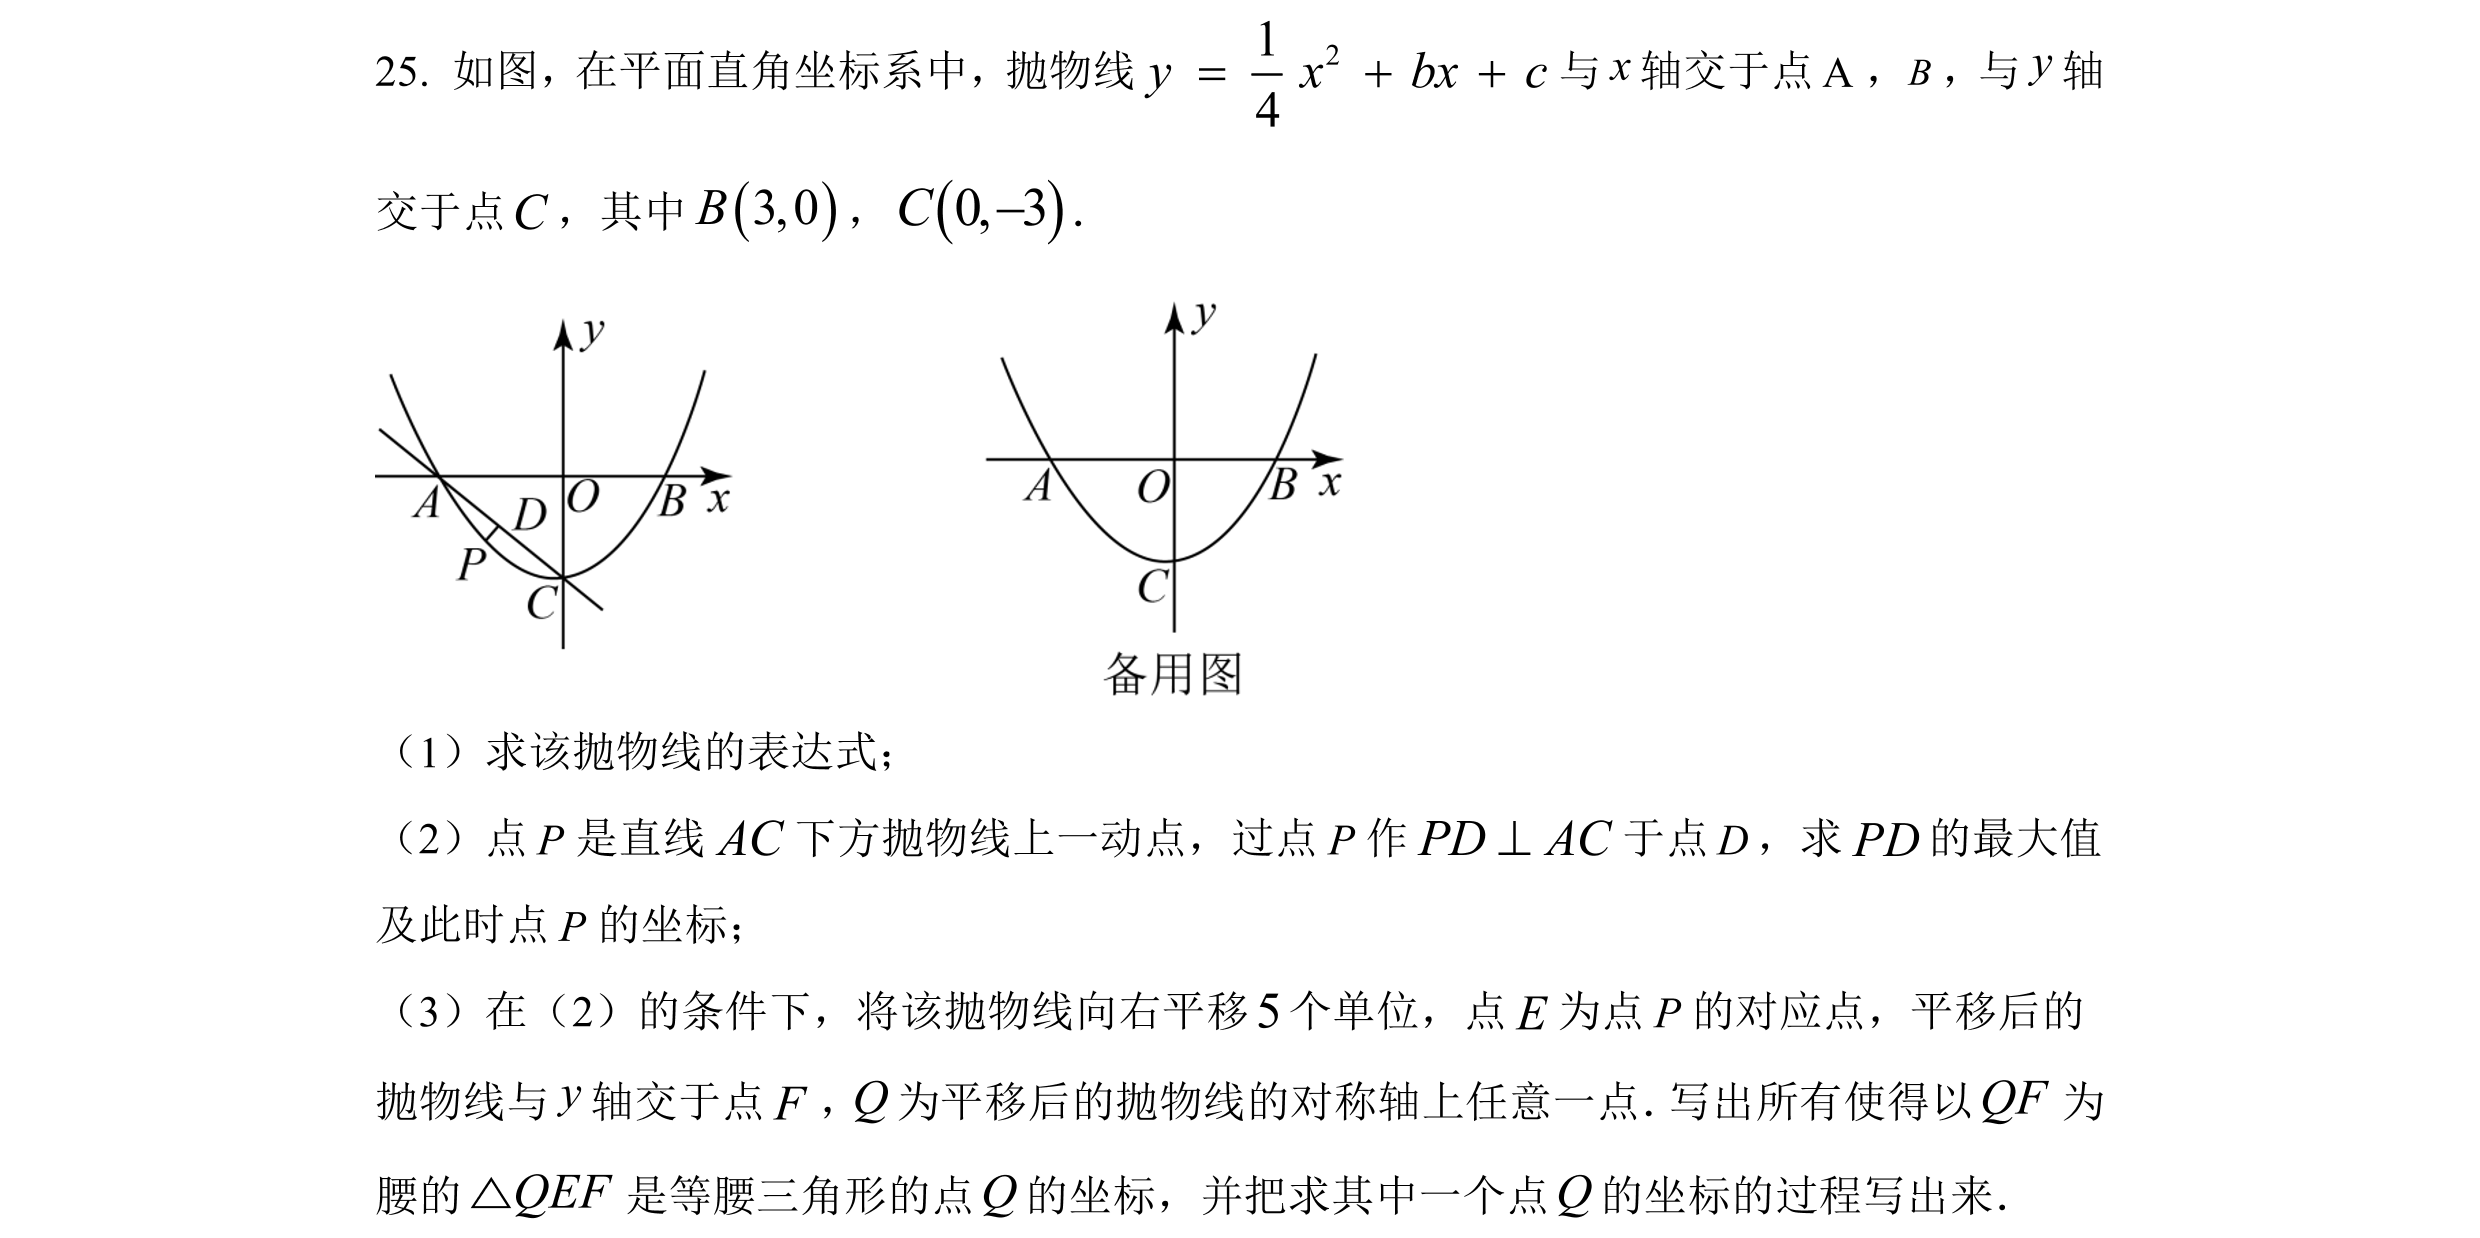 25. 如图，在平面直角坐标系中，抛物线 y = 1/4 x² + bx + c 与 x 轴交于点 A，B，与 y 轴
交于点 C，其中 B(3,0)，C(0,–3).
y
A
D
O
B
x
P
C
y
A
O
B
x
C
备用图
（1）求该抛物线的表达式；
（2）点 P 是直线 AC 下方抛物线上一动点，过点 P 作 PD⊥AC 于点 D，求 PD 的最大值
及此时点 P 的坐标；
（3）在（2）的条件下，将该抛物线向右平移 5 个单位，点 E 为点 P 的对应点，平移后的
抛物线与 y 轴交于点 F，Q 为平移后的抛物线的对称轴上任意一点．写出所有使得以 QF 为
腰的 △QEF 是等腰三角形的点 Q 的坐标，并把求其中一个点 Q 的坐标的过程写出来．